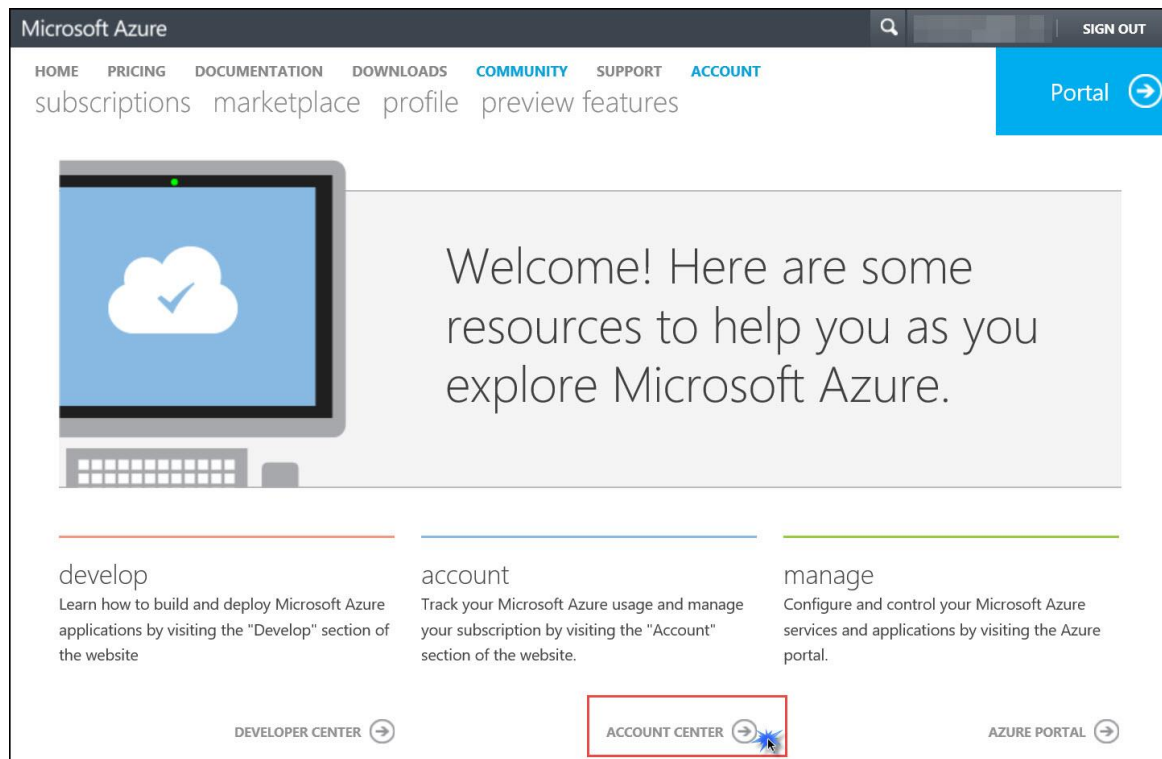 Microsoft Azure
SIGN OUT
HOME PRICING DOCUMENTATION DOWNLOADS COMMUNITY SUPPORT ACCOUNT
subscriptions marketplace profile preview features
Portal
Welcome! Here are some
resources to help you as you
explore Microsoft Azure.
develop
Learn how to build and deploy Microsoft Azure
applications by visiting the "Develop" section of
the website
DEVELOPER CENTER
account
Track your Microsoft Azure usage and manage
your subscription by visiting the "Account"
section of the website.
ACCOUNT CENTER
manage
Configure and control your Microsoft Azure
services and applications by visiting the Azure
portal.
AZURE PORTAL